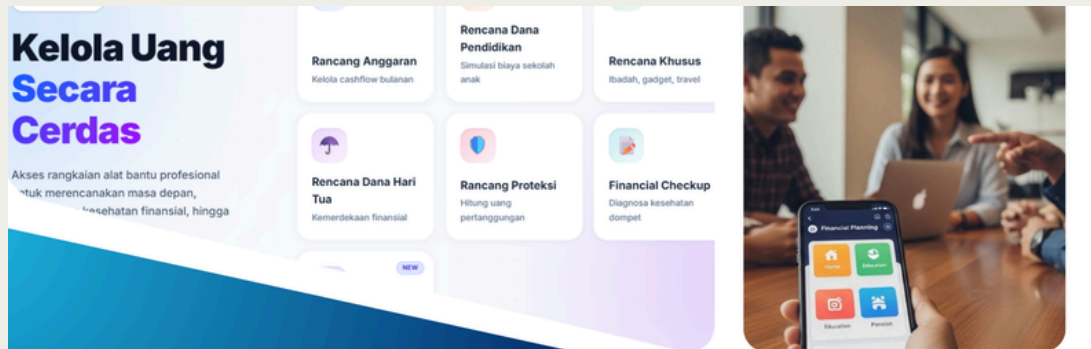 Kelola Uang
Secara
Cerdas
Akses rangkaian alat bantu profesional
untuk merencanakan masa depan,
kesehatan finansial, hingga
Rancang Anggaran
Kelola cashflow bulanan
Rencana Dana
Pendidikan
Simulasi biaya sekolah
anak
Rencana Khusus
Ibadah, gadget, travel
Rencana Dana Hari
Tua
Kemerdekaan finansial
Rancang Proteksi
Hitung uang
pertanggungan
Financial Checkup
Diagnosa kesehatan
dompet
NEW
Financial Planning
Home
Education
Education
Pension